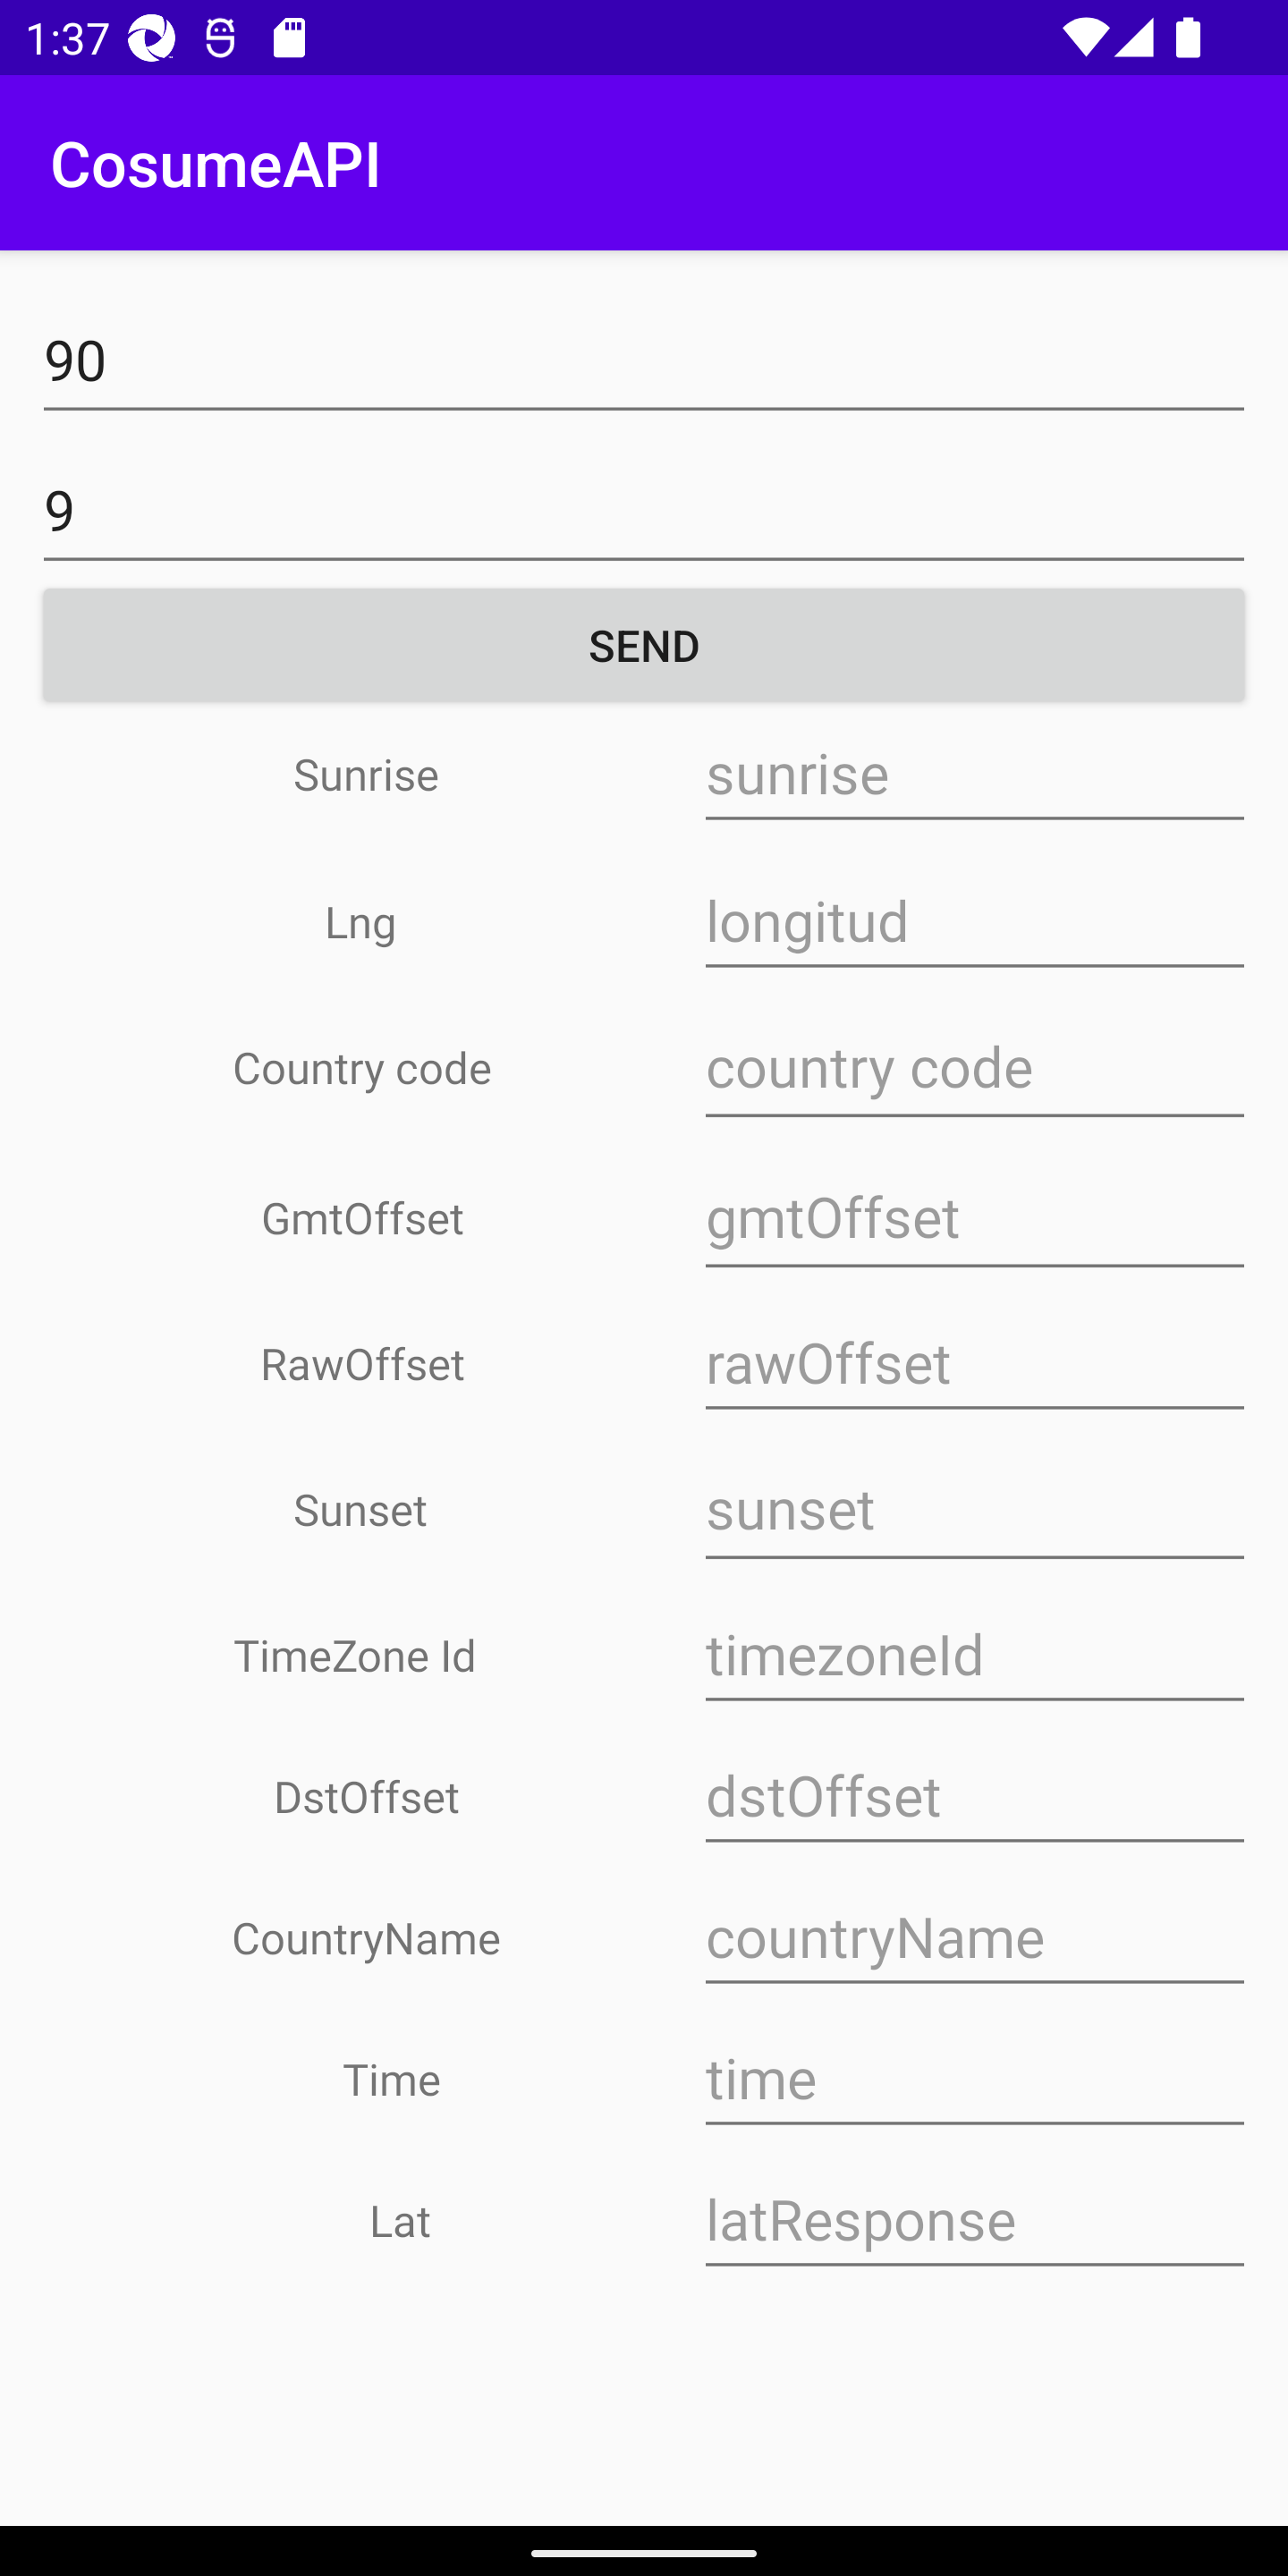 1:37
CosumeAPI
90
9
SEND
Sunrise sunrise
Lng longitud
Country code country code
GmtOffset gmtOffset
RawOffset rawOffset
Sunset sunset
TimeZone Id timezoneId
DstOffset dstOffset
CountryName countryName
Time time
Lat latResponse